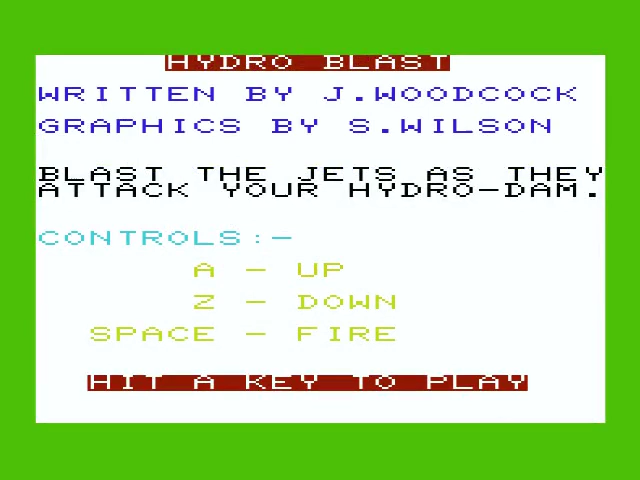 HYDRO BLAST
WRITTEN BY J.WOODCOCK
GRAPHICS BY S.WILSON
BLAST THE JETS AS THEY
ATTACK YOUR HYDRO-DAM.
CONTROLS:-
A - UP
Z - DOWN
SPACE - FIRE
HIT A KEY TO PLAY